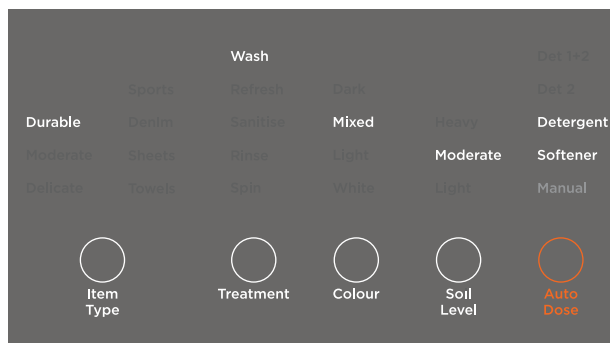 Wash Det 1+2
Sports Refresh Dark Det 2
Durable Denim Sanitise Mixed Heavy Detergent
Moderate Sheets Rinse Light Moderate Softener
Delicate Towels Spin White Light Manual
Item Type
Treatment
Colour
Soil Level
Auto Dose